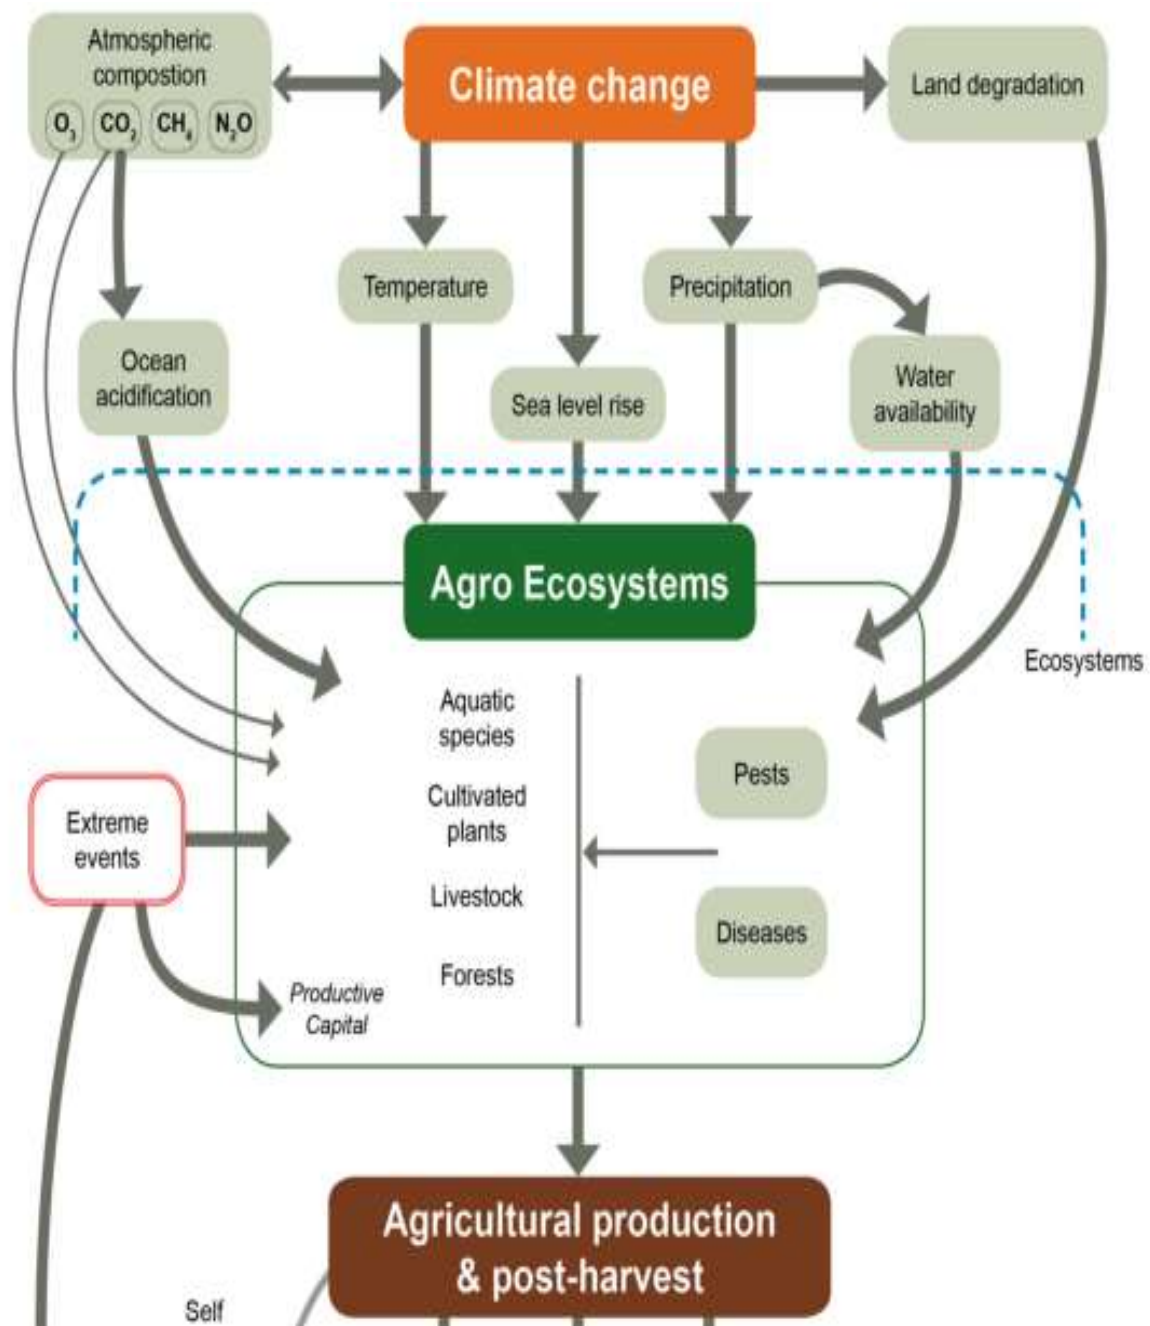 Atmospheric
compostion
O₃ CO₂ CH₄ N₂O
Climate change
Land degradation
Temperature
Precipitation
Ocean
acidification
Sea level rise
Water
availability
Agro Ecosystems
Ecosystems
Aquatic
species
Pests
Cultivated
plants
Extreme
events
Livestock
Diseases
Forests
Productive
Capital
Agricultural production
& post-harvest
Self